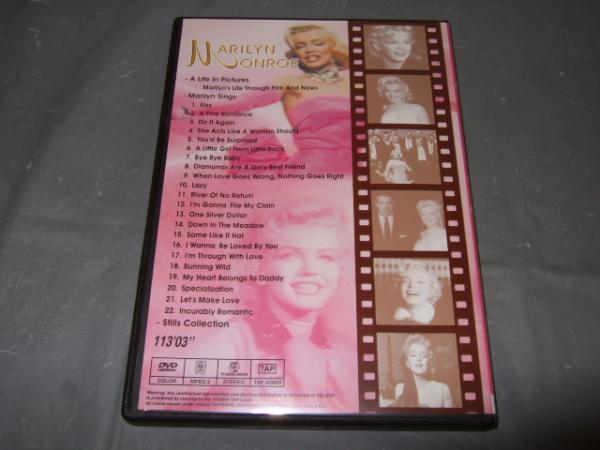 MARILYN
MONROE
- A Life In Pictures
Marilyn's Life Through Film And News
- Marilyn Sings
1. Kiss
2. A Fine Romance
3. Do It Again
4. She Acts Like A Woman Should
5. You'd Be Surprised
6. A Little Girl From Little Rock
7. Bye Bye Baby
8. Diamonds Are A Girl's Best Friend
9. When Love Goes Wrong, Nothing Goes Right
10. Lazy
11. River Of No Return
12. I'm Gonna File My Claim
13. One Silver Dollar
14. Down In The Meadow
15. Some Like It Hot
16. I Wanna Be Loved By You
17. I'm Through With Love
18. Running Wild
19. My Heart Belongs To Daddy
20. Specialization
21. Let's Make Love
22. Incurably Romantic
- Stills Collection
113'03"
DVD TAP
COLOR MPEG 2 STEREO